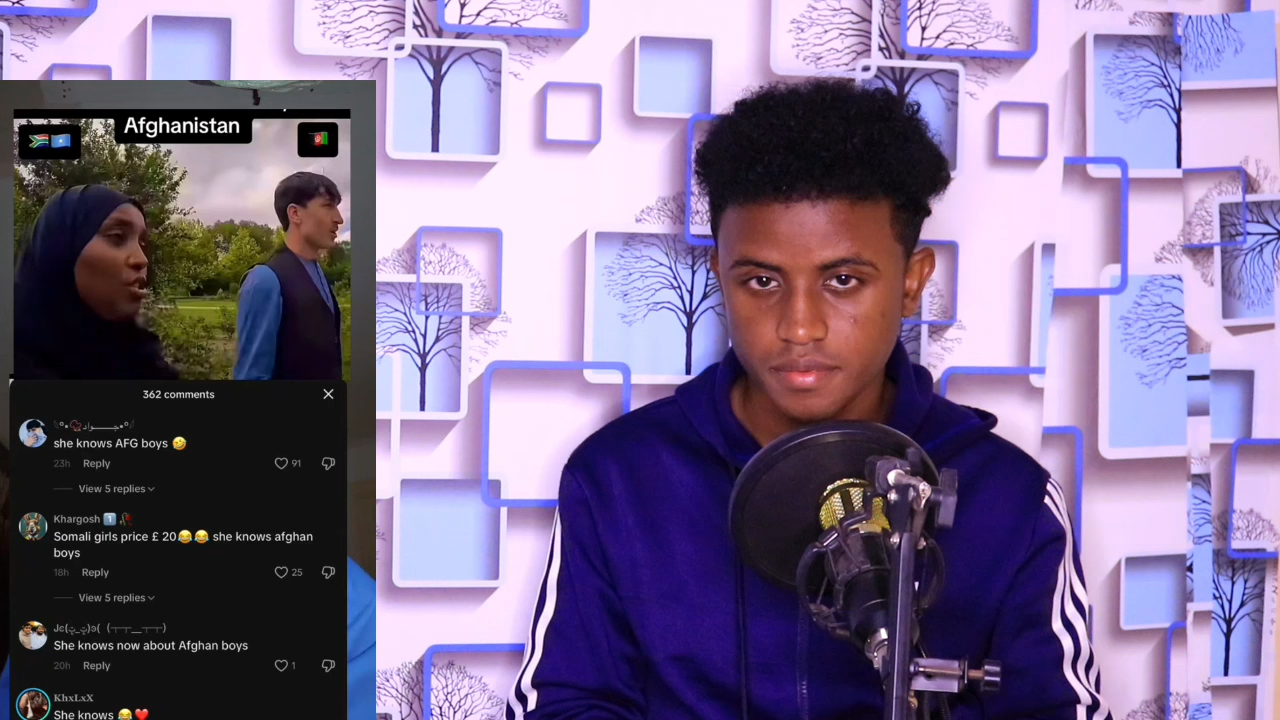 Afghanistan
362 comments
جـــــواد
she knows AFG boys 🤣
23h Reply 91
View 5 replies
Khargosh 1️⃣🥀
Somali girls price £ 20😂😂 she knows afghan
boys
18h Reply 25
View 5 replies
She knows now about Afghan boys
20h Reply 1
KhxLxX
She knows 😂❤️